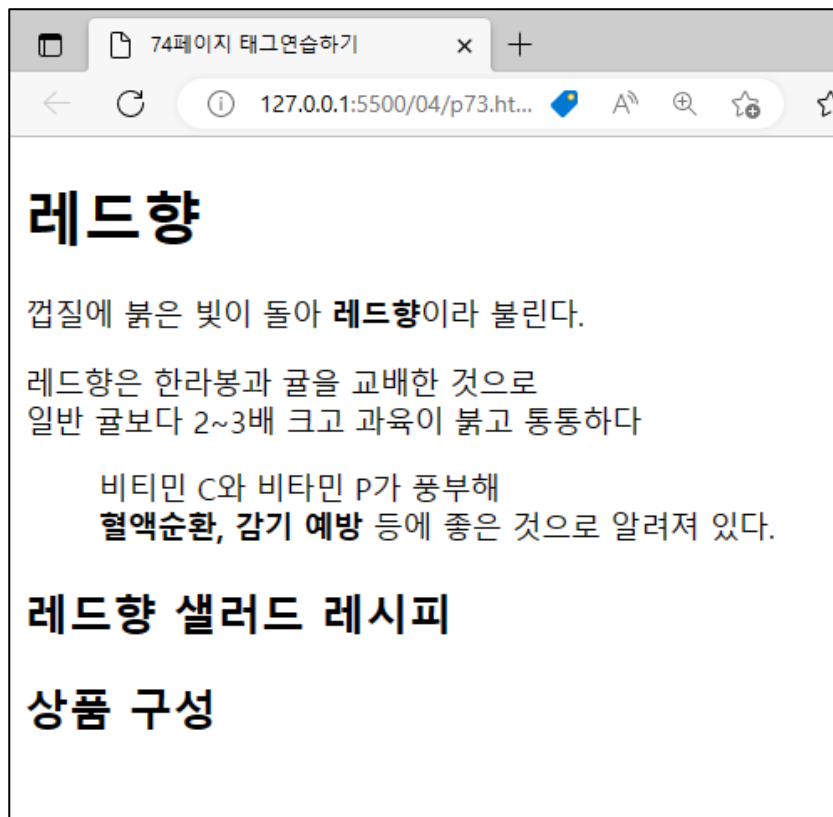 74페이지 태그연습하기
127.0.0.1:5500/04/p73.ht...
레드향
껍질에 붉은 빛이 돌아 레드향이라 불린다.
레드향은 한라봉과 귤을 교배한 것으로
일반 귤보다 2~3배 크고 과육이 붉고 통통하다
비티민 C와 비타민 P가 풍부해
혈액순환, 감기 예방 등에 좋은 것으로 알려져 있다.
레드향 샐러드 레시피
상품 구성